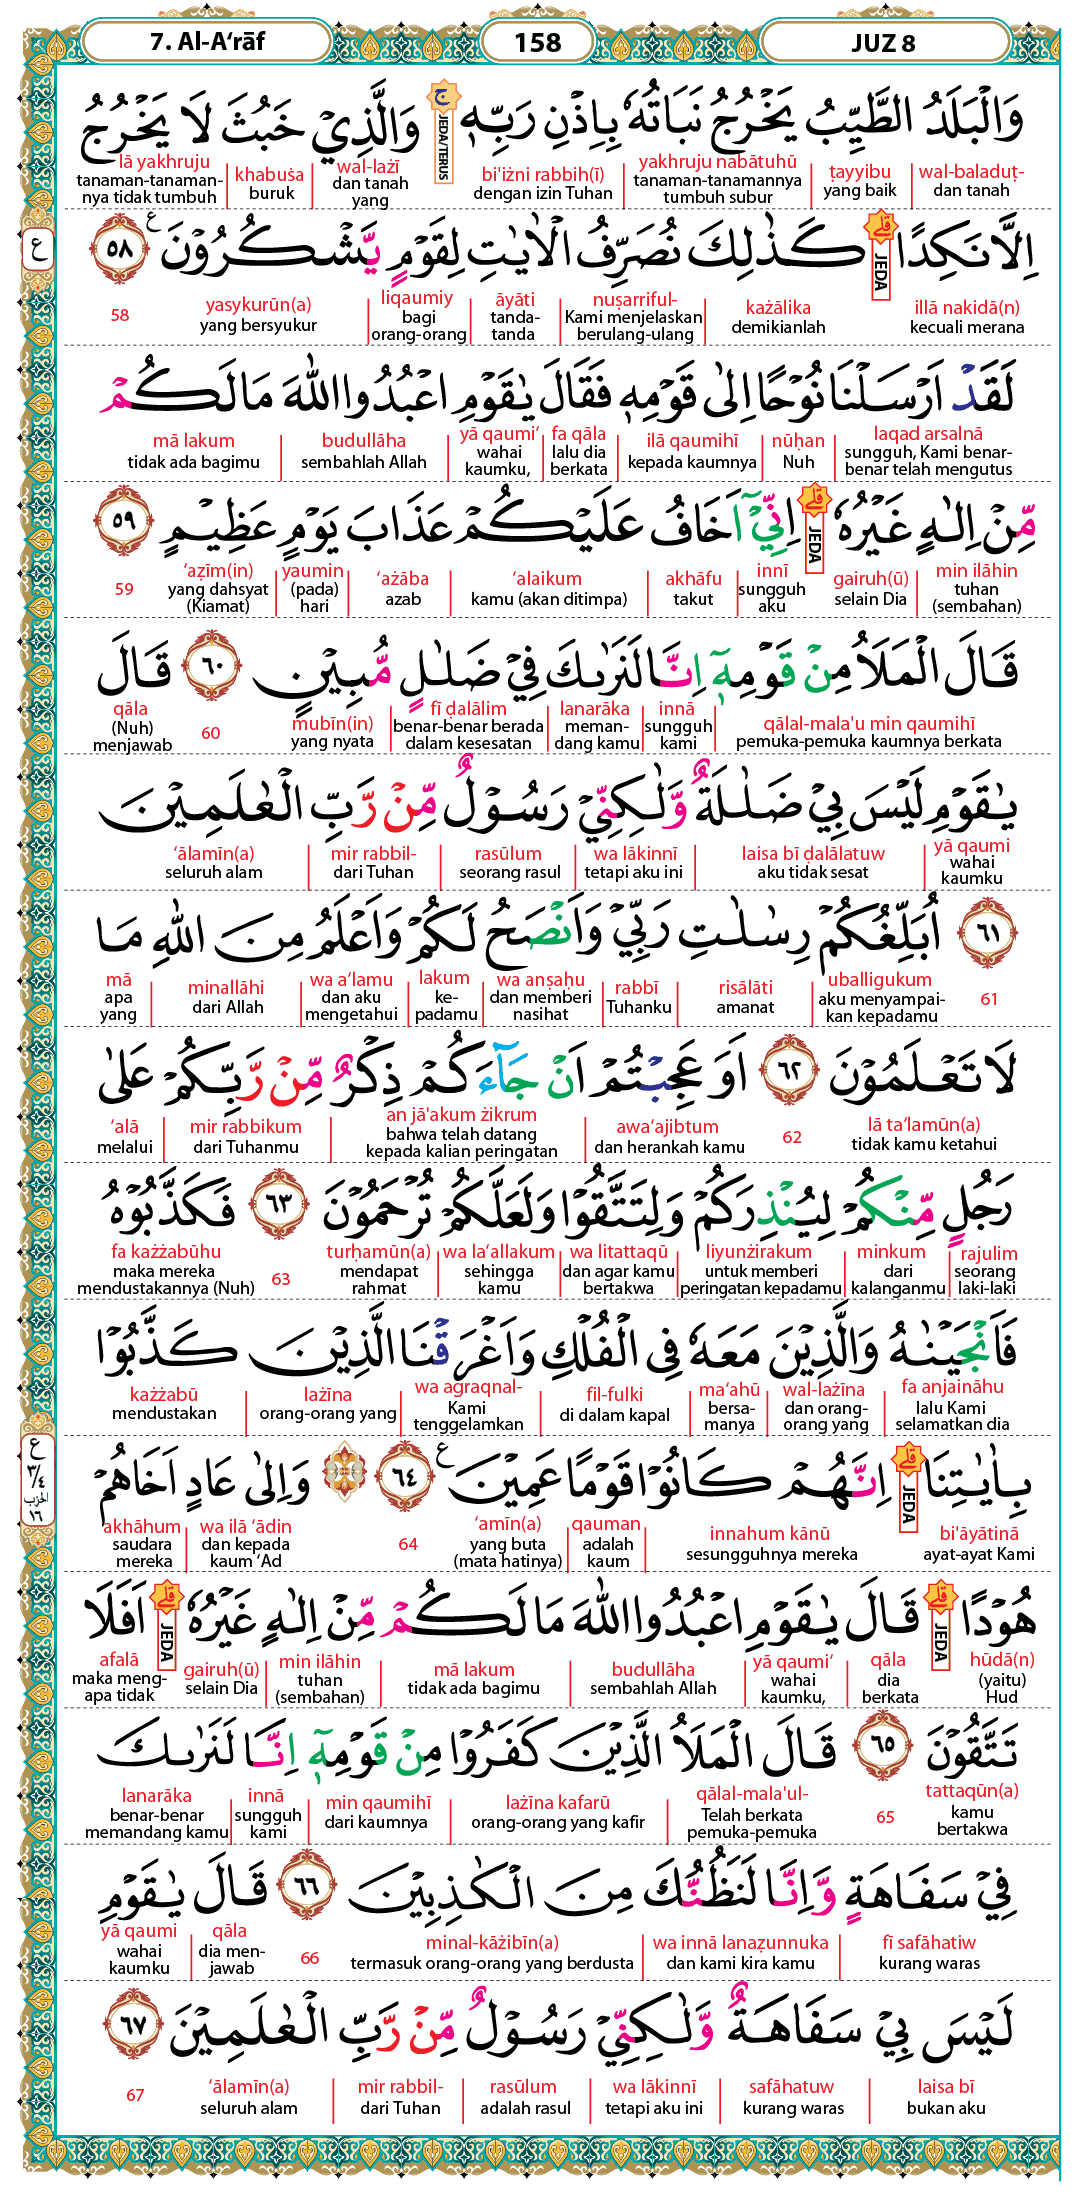 7. Al-A‘rāf 158 JUZ 8
وَالْبَلَدُ الطَّيِّبُ يَخْرُجُ نَبَاتُهٗ بِاِذْنِ رَبِّهٖۚ وَالَّذِيْ خَبُثَ لَا يَخْرُجُ
JEDA/TERUS
wal-baladuṭ- ṭayyibu yakhruju nabātuhū bi'iżni rabbih(ī) wal-lażī khabuṡa lā yakhruju
dan tanah yang baik tanaman-tanamannya tumbuh subur dengan izin Tuhan dan tanah yang buruk tanaman-tanaman-nya tidak tumbuh
اِلَّا نَكِدًاۗ كَذٰلِكَ نُصَرِّفُ الْاٰيٰتِ لِقَوْمٍ يَّشْكُرُوْنَ ࣖ ٥٨
JEDA
illā nakidā(n) każālika nuṣarriful- āyāti liqaumiy yasykurūn(a) 58
kecuali merana demikianlah Kami menjelaskan berulang-ulang tanda-tanda bagi orang-orang yang bersyukur
لَقَدْ اَرْسَلْنَا نُوْحًا اِلٰى قَوْمِهٖ فَقَالَ يٰقَوْمِ اعْبُدُوا اللّٰهَ مَا لَكُمْ
laqad arsalnā nūḥan ilā qaumihī fa qāla yā qaumi‘ budullāha mā lakum
sungguh, Kami benar-benar telah mengutus Nuh kepada kaumnya lalu dia berkata wahai kaumku, sembahlah Allah tidak ada bagimu
مِّنْ اِلٰهٍ غَيْرُهٗۗ اِنِّيْٓ اَخَافُ عَلَيْكُمْ عَذَابَ يَوْمٍ عَظِيْمٍ ٥٩
JEDA
min ilāhin gairuh(ū) innī akhāfu ‘alaikum ‘ażāba yaumin ‘aẓīm(in) 59
tuhan (sembahan) selain Dia sungguh aku takut kamu (akan ditimpa) azab (pada) hari yang dahsyat (Kiamat)
قَالَ الْمَلَاُ مِنْ قَوْمِهٖٓ اِنَّا لَنَرٰىكَ فِيْ ضَلٰلٍ مُّبِيْنٍ ٦٠ قَالَ
qālal-mala'u min qaumihī innā lanarāka fī ḍalālim mubīn(in) 60 qāla
pemuka-pemuka kaumnya berkata sungguh kami meman-dang kamu benar-benar berada dalam kesesatan yang nyata (Nuh) menjawab
يٰقَوْمِ لَيْسَ بِيْ ضَلٰلَةٌ وَّلٰكِنِّيْ رَسُوْلٌ مِّنْ رَّبِّ الْعٰلَمِيْنَ
yā qaumi laisa bī ḍalālatuw wa lākinnī rasūlum mir rabbil- ‘ālamīn(a)
wahai kaumku aku tidak sesat tetapi aku ini seorang rasul dari Tuhan seluruh alam
٦١ اُبَلِّغُكُمْ رِسٰلٰتِ رَبِّيْ وَاَنْصَحُ لَكُمْ وَاَعْلَمُ مِنَ اللّٰهِ مَا
61 uballigukum risālāti rabbī wa anṣaḥu lakum wa a‘lamu minallāhi mā
aku menyampai-kan kepadamu amanat Tuhanku dan memberi nasihat ke-padamu dan aku mengetahui dari Allah apa yang
لَا تَعْلَمُوْنَ ٦٢ اَوَعَجِبْتُمْ اَنْ جَاۤءَكُمْ ذِكْرٌ مِّنْ رَّبِّكُمْ عَلٰى
lā ta‘lamūn(a) 62 awa‘ajibtum an jā'akum żikrum mir rabbikum ‘alā
tidak kamu ketahui dan herankah kamu bahwa telah datang kepada kalian peringatan dari Tuhanmu melalui
رَجُلٍ مِّنْكُمْ لِيُنْذِرَكُمْ وَلِتَتَّقُوْا وَلَعَلَّكُمْ تُرْحَمُوْنَ ٦٣ فَكَذَّبُوْهُ
rajulim minkum liyunżirakum wa litattaqū wa la‘allakum turḥamūn(a) 63 fa każżabūhu
seorang laki-laki dari kalanganmu untuk memberi peringatan kepadamu dan agar kamu bertakwa sehingga kamu mendapat rahmat maka mereka mendustakannya (Nuh)
فَاَنْجَيْنٰهُ وَالَّذِيْنَ مَعَهٗ فِى الْفُلْكِ وَاَغْرَقْنَا الَّذِيْنَ كَذَّبُوْا
fa anjaināhu wal-lażīna ma‘ahū fil-fulki wa agraqnal- lażīna każżabū
lalu Kami selamatkan dia dan orang-orang yang bersa-manya di dalam kapal Kami tenggelamkan orang-orang yang mendustakan
بِاٰيٰتِنَاۗ اِنَّهُمْ كَانُوْا قَوْمًا عَمِيْنَ ࣖ ٦٤ ۞ وَاِلٰى عَادٍ اَخَاهُمْ
JEDA
bi'āyātinā innahum kānū qauman ‘amīn(a) 64 wa ilā ‘ādin akhāhum
ayat-ayat Kami sesungguhnya mereka adalah kaum yang buta (mata hatinya) dan kepada kaum ‘Ad saudara mereka
هُوْدًاۗ قَالَ يٰقَوْمِ اعْبُدُوا اللّٰهَ مَا لَكُمْ مِّنْ اِلٰهٍ غَيْرُهٗۗ اَفَلَا
JEDA JEDA
hūdā(n) qāla yā qaumi‘ budullāha mā lakum min ilāhin gairuh(ū) afalā
(yaitu) Hud dia berkata wahai kaumku, sembahlah Allah tidak ada bagimu tuhan (sembahan) selain Dia maka meng-apa tidak
تَتَّقُوْنَ ٦٥ قَالَ الْمَلَاُ الَّذِيْنَ كَفَرُوْا مِنْ قَوْمِهٖٓ اِنَّا لَنَرٰىكَ
tattaqūn(a) 65 qālal-mala'ul- lażīna kafarū min qaumihī innā lanarāka
kamu bertakwa Telah berkata pemuka-pemuka orang-orang yang kafir dari kaumnya sungguh kami benar-benar memandang kamu
فِيْ سَفَاهَةٍ وَّاِنَّا لَنَظُنُّكَ مِنَ الْكٰذِبِيْنَ ٦٦ قَالَ يٰقَوْمِ
fī safāhatiw wa innā lanaẓunnuka minal-kāżibīn(a) 66 qāla yā qaumi
kurang waras dan kami kira kamu termasuk orang-orang yang berdusta dia men-jawab wahai kaumku
لَيْسَ بِيْ سَفَاهَةٌ وَّلٰكِنِّيْ رَسُوْلٌ مِّنْ رَّبِّ الْعٰلَمِيْنَ ٦٧
laisa bī safāhatuw wa lākinnī rasūlum mir rabbil- ‘ālamīn(a) 67
bukan aku kurang waras tetapi aku ini adalah rasul dari Tuhan seluruh alam
ع
ع
٣/٤
الحزب
١٦